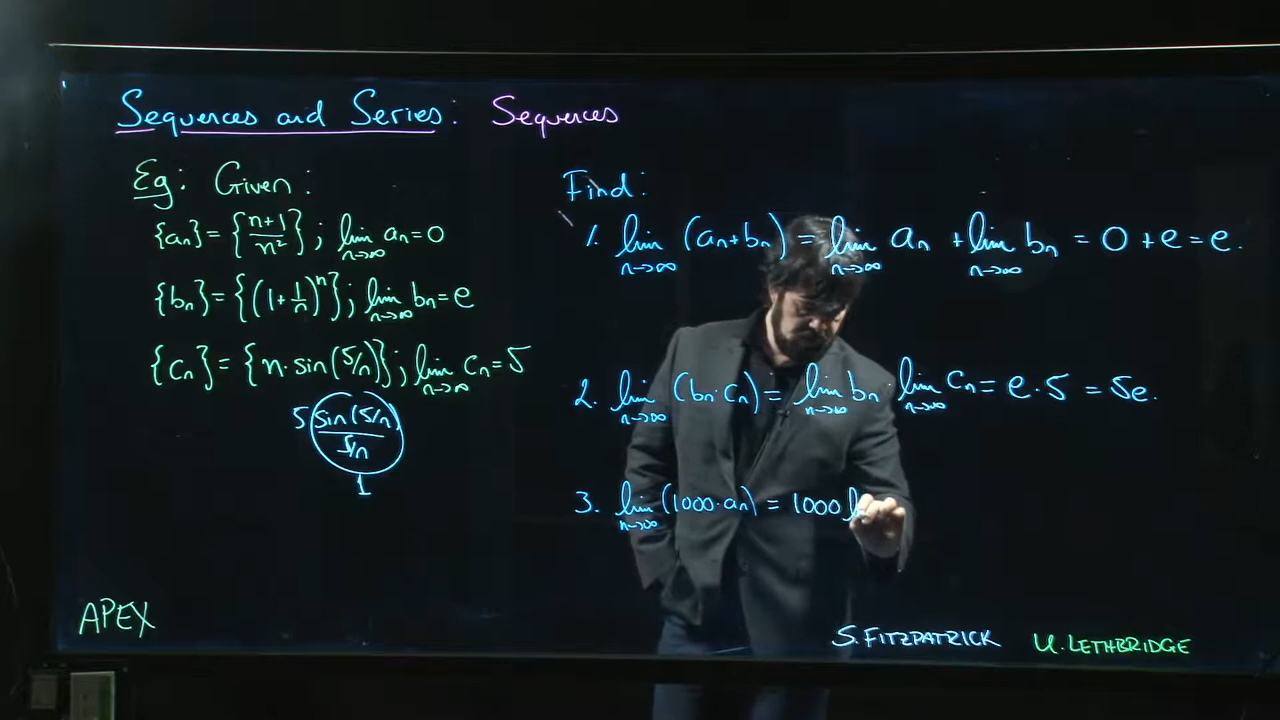 Sequences and Series: Sequences
Eg: Given:
{aₙ} = {n+1/n²}; lim n→∞ aₙ = 0
{bₙ} = {(1+1/n)ⁿ}; lim n→∞ bₙ = e
{cₙ} = {n·sin(5/n)}; lim n→∞ cₙ = 5
5 sin(5/n)/5/n
1
Find:
1. lim n→∞ (aₙ+bₙ) = lim n→∞ aₙ + lim n→∞ bₙ = 0 + e = e.
2. lim n→∞ (bₙ·cₙ) = lim n→∞ bₙ · lim n→∞ cₙ = e·5 = 5e.
3. lim n→∞ (1000·aₙ) = 1000 l
APEX
S. FITZPATRICK U. LETHBRIDGE